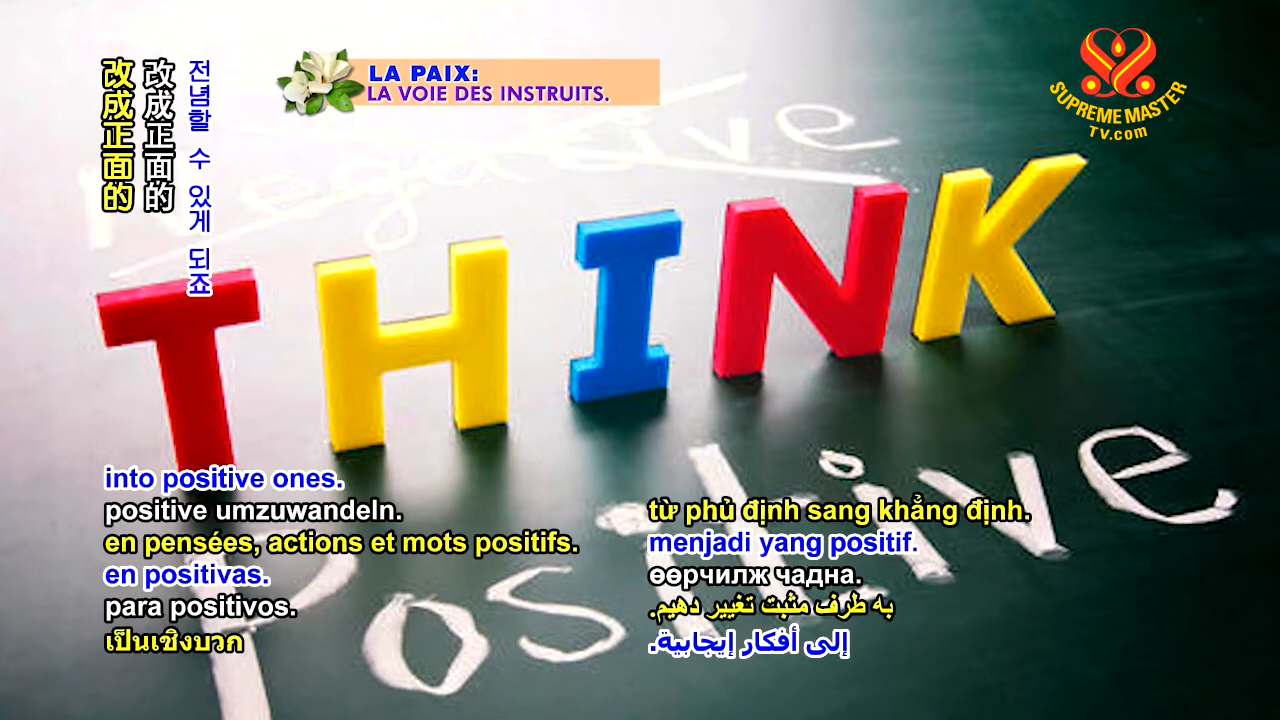 改成正面的
改成正面的
전념할 수 있게 되죠
LA PAIX:
LA VOIE DES INSTRUITS.
SUPREME MASTER
TV.com
Negative
THINK
Positive
into positive ones.
positive umzuwandeln.
en pensées, actions et mots positifs.
en positivas.
para positivos.
เป็นเชิงบวก
từ phủ định sang khẳng định.
menjadi yang positif.
өөрчилж чадна.
به طرف مثبت تغییر دهیم.
إلى أفكار إيجابية.